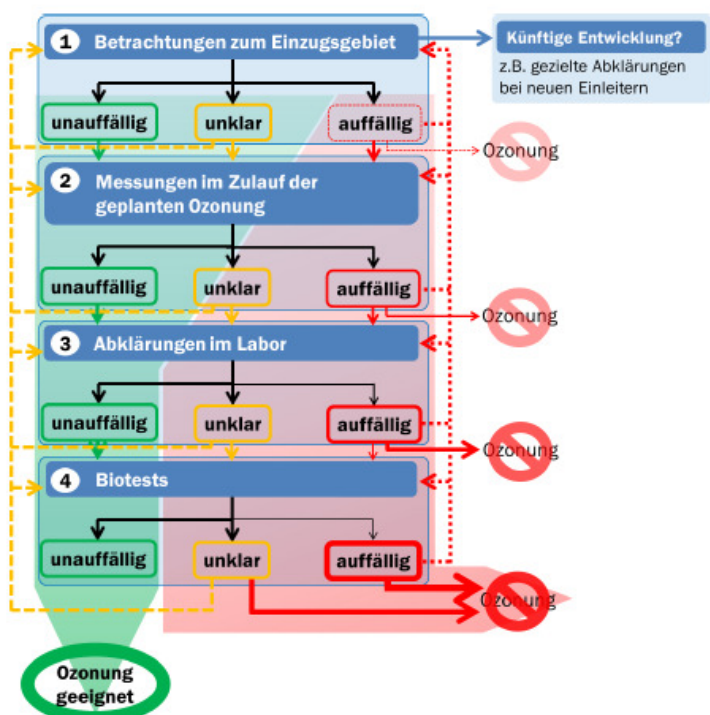 1 Betrachtungen zum Einzugsgebiet
Künftige Entwicklung?
z.B. gezielte Abklärungen
bei neuen Einleitern
unauffällig unklar auffällig
Ozonung
2 Messungen im Zulauf der
geplanten Ozonung
unauffällig unklar auffällig
Ozonung
3 Abklärungen im Labor
unauffällig unklar auffällig
Ozonung
4 Biotests
unauffällig unklar auffällig
Ozonung
Ozonung
geeignet